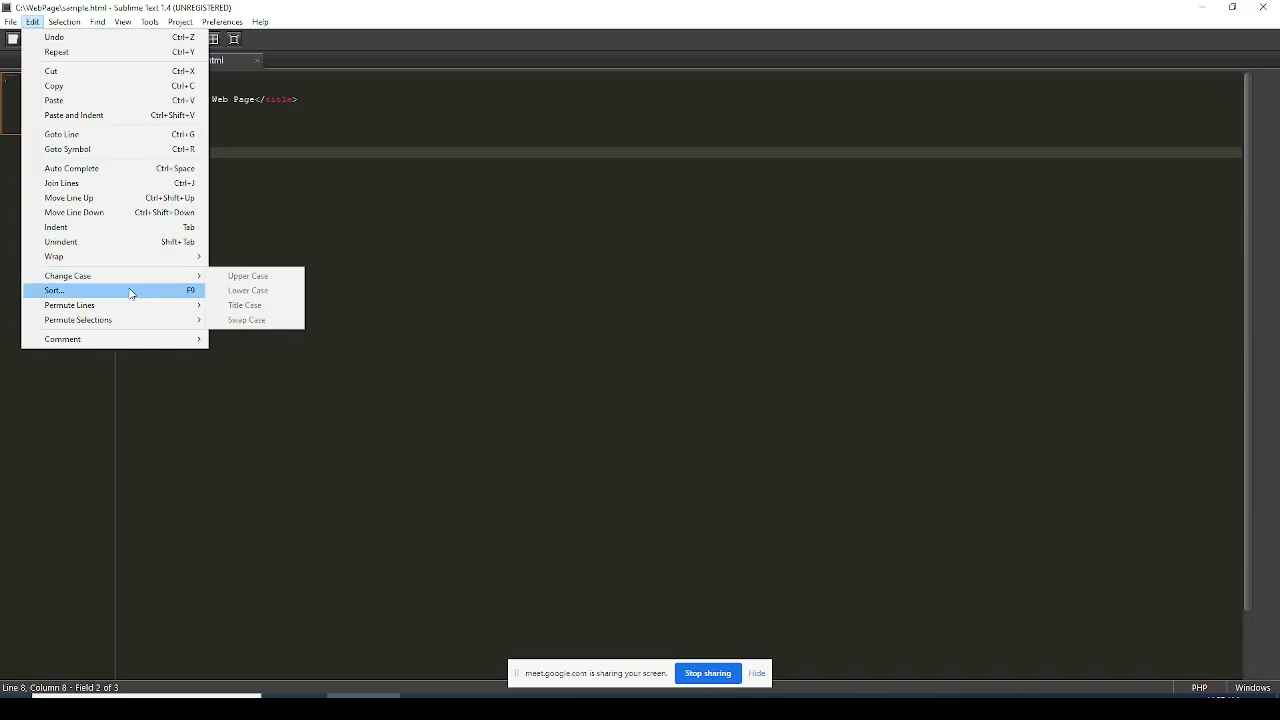 C:\WebPage\sample.html - Sublime Text 1.4 (UNREGISTERED)
File Edit Selection Find View Tools Project Preferences Help
html ×
Web Page</title>
Undo Ctrl+Z
Repeat Ctrl+Y
Cut Ctrl+X
Copy Ctrl+C
Paste Ctrl+V
Paste and Indent Ctrl+Shift+V
Goto Line Ctrl+G
Goto Symbol Ctrl+R
Auto Complete Ctrl+Space
Join Lines Ctrl+J
Move Line Up Ctrl+Shift+Up
Move Line Down Ctrl+Shift+Down
Indent Tab
Unindent Shift+Tab
Wrap
Change Case
Sort... F9
Permute Lines
Permute Selections
Comment
Upper Case
Lower Case
Title Case
Swap Case
meet.google.com is sharing your screen. Stop sharing Hide
Line 8, Column 8 - Field 2 of 3 PHP Windows